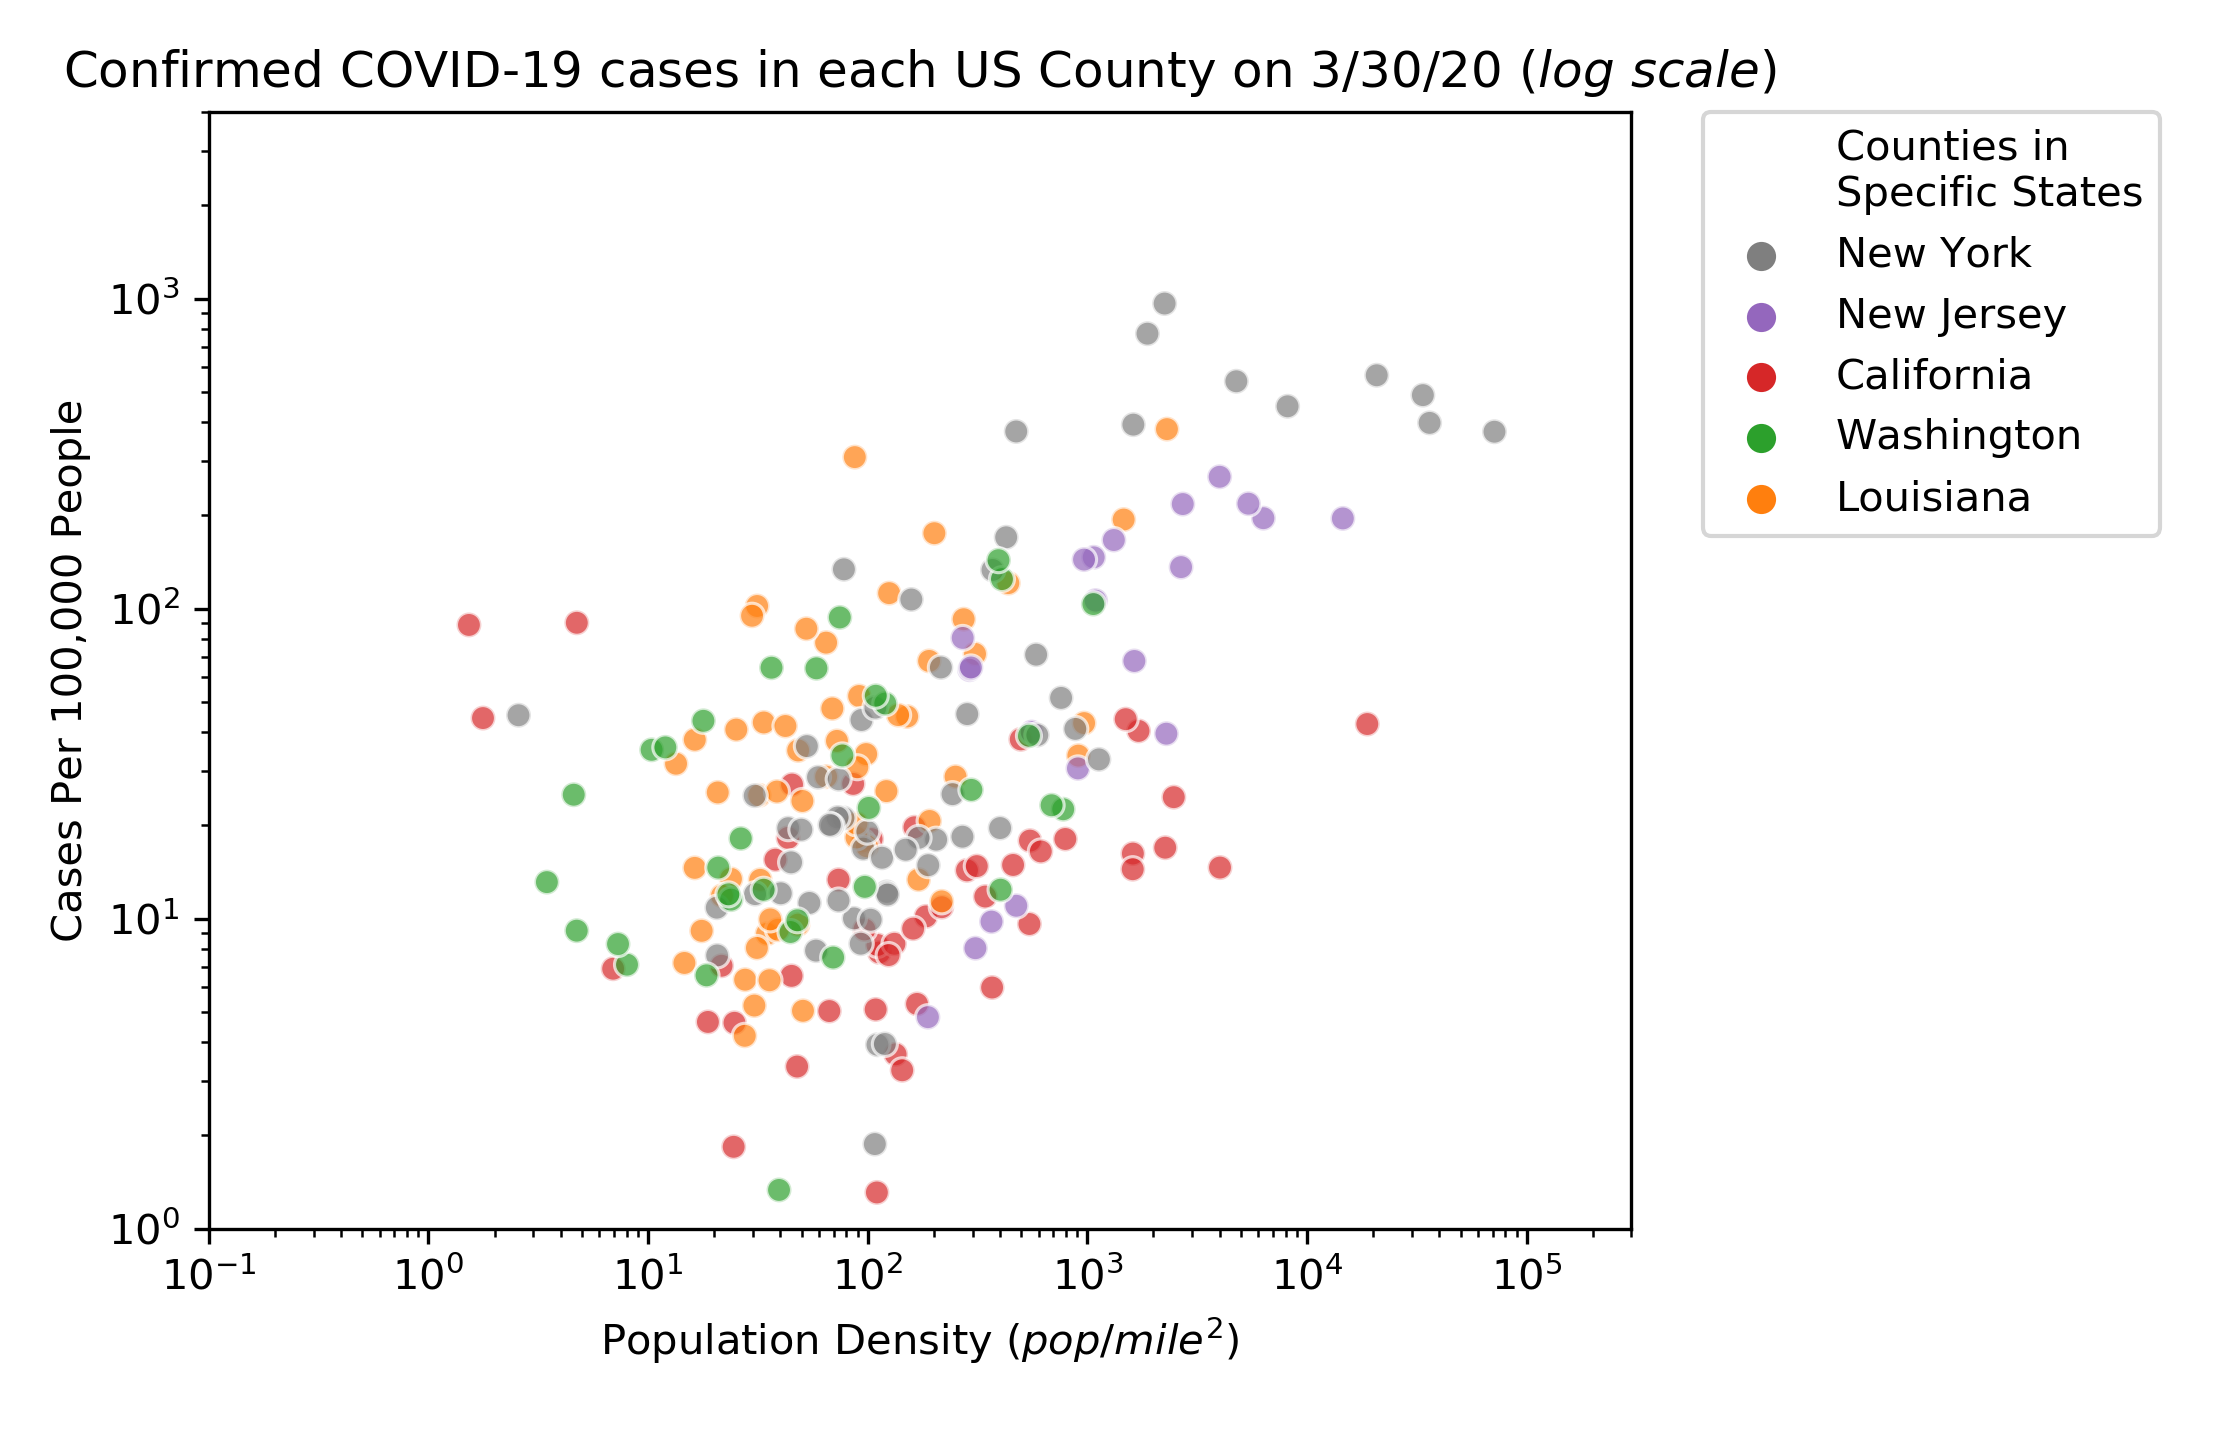 Confirmed COVID-19 cases in each US County on 3/30/20 (log scale)
Counties in
Specific States
New York
New Jersey
California
Washington
Louisiana
Cases Per 100,000 People
10³
10²
10¹
10⁰
10⁻¹ 10⁰ 10¹ 10² 10³ 10⁴ 10⁵
Population Density (pop/mile²)